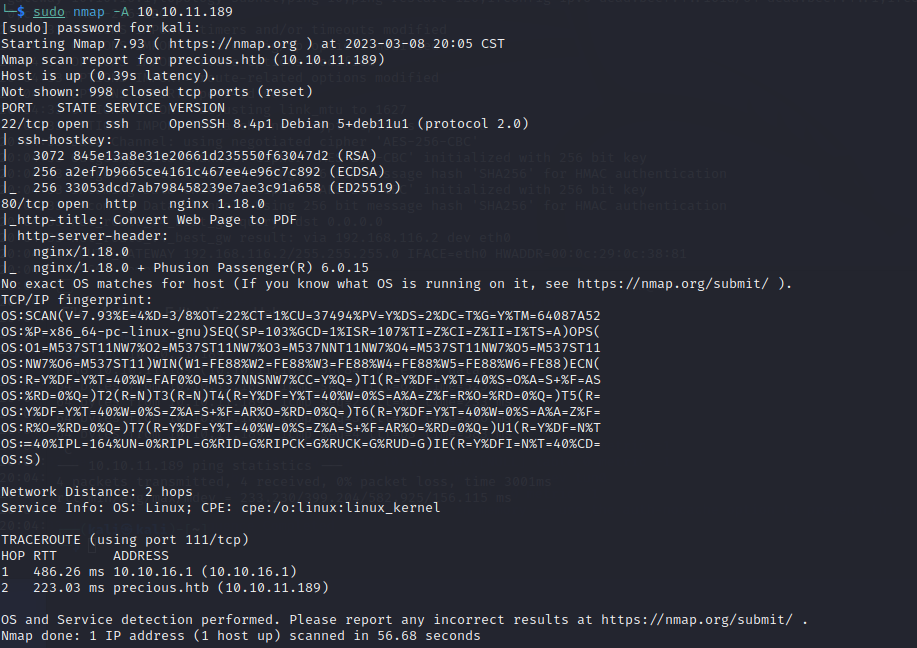 └─$ sudo nmap -A 10.10.11.189
[sudo] password for kali:
Starting Nmap 7.93 ( https://nmap.org ) at 2023-03-08 20:05 CST
Nmap scan report for precious.htb (10.10.11.189)
Host is up (0.39s latency).
Not shown: 998 closed tcp ports (reset)
PORT   STATE SERVICE VERSION
22/tcp open  ssh     OpenSSH 8.4p1 Debian 5+deb11u1 (protocol 2.0)
| ssh-hostkey:
|   3072 845e13a8e31e20661d235550f63047d2 (RSA)
|   256 a2ef7b9665ce4161c467ee4e96c7c892 (ECDSA)
|_  256 33053dcd7ab798458239e7ae3c91a658 (ED25519)
80/tcp open  http    nginx 1.18.0
|_http-title: Convert Web Page to PDF
| http-server-header:
|   nginx/1.18.0
|_  nginx/1.18.0 + Phusion Passenger(R) 6.0.15
No exact OS matches for host (If you know what OS is running on it, see https://nmap.org/submit/ ).
TCP/IP fingerprint:
OS:SCAN(V=7.93%E=4%D=3/8%OT=22%CT=1%CU=37494%PV=Y%DS=2%DC=T%G=Y%TM=64087A52
OS:%P=x86_64-pc-linux-gnu)SEQ(SP=103%GCD=1%ISR=107%TI=Z%CI=Z%II=I%TS=A)OPS(
OS:O1=M537ST11NW7%O2=M537ST11NW7%O3=M537NNT11NW7%O4=M537ST11NW7%O5=M537ST11
OS:NW7%O6=M537ST11)WIN(W1=FE88%W2=FE88%W3=FE88%W4=FE88%W5=FE88%W6=FE88)ECN(
OS:R=Y%DF=Y%T=40%W=FAF0%O=M537NNSNW7%CC=Y%Q=)T1(R=Y%DF=Y%T=40%S=O%A=S+%F=AS
OS:%RD=0%Q=)T2(R=N)T3(R=N)T4(R=Y%DF=Y%T=40%W=0%S=A%A=Z%F=R%O=%RD=0%Q=)T5(R=
OS:Y%DF=Y%T=40%W=0%S=Z%A=S+%F=AR%O=%RD=0%Q=)T6(R=Y%DF=Y%T=40%W=0%S=A%A=Z%F=
OS:R%O=%RD=0%Q=)T7(R=Y%DF=Y%T=40%W=0%S=Z%A=S+%F=AR%O=%RD=0%Q=)U1(R=Y%DF=N%T
OS:=40%IPL=164%UN=0%RIPL=G%RID=G%RIPCK=G%RUCK=G%RUD=G)IE(R=Y%DFI=N%T=40%CD=
OS:S)
Network Distance: 2 hops
Service Info: OS: Linux; CPE: cpe:/o:linux:linux_kernel
TRACEROUTE (using port 111/tcp)
HOP RTT       ADDRESS
1   486.26 ms 10.10.16.1 (10.10.16.1)
2   223.03 ms precious.htb (10.10.11.189)
OS and Service detection performed. Please report any incorrect results at https://nmap.org/submit/ .
Nmap done: 1 IP address (1 host up) scanned in 56.68 seconds